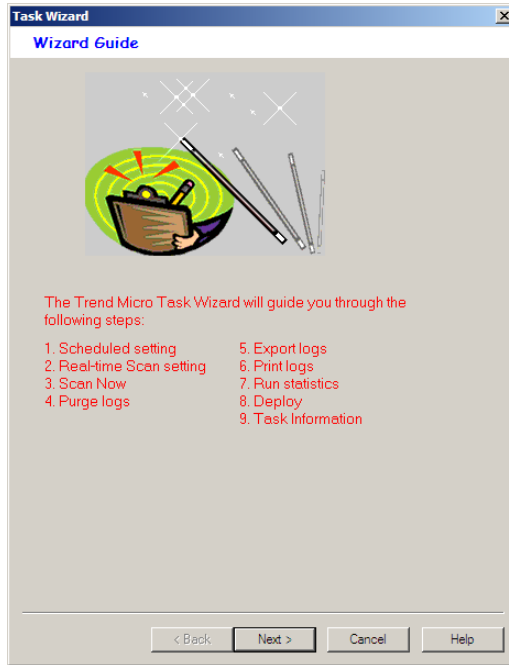 Task Wizard
Wizard Guide
The Trend Micro Task Wizard will guide you through the
following steps:
1. Scheduled setting
2. Real-time Scan setting
3. Scan Now
4. Purge logs
5. Export logs
6. Print logs
7. Run statistics
8. Deploy
9. Task Information
< Back
Next >
Cancel
Help